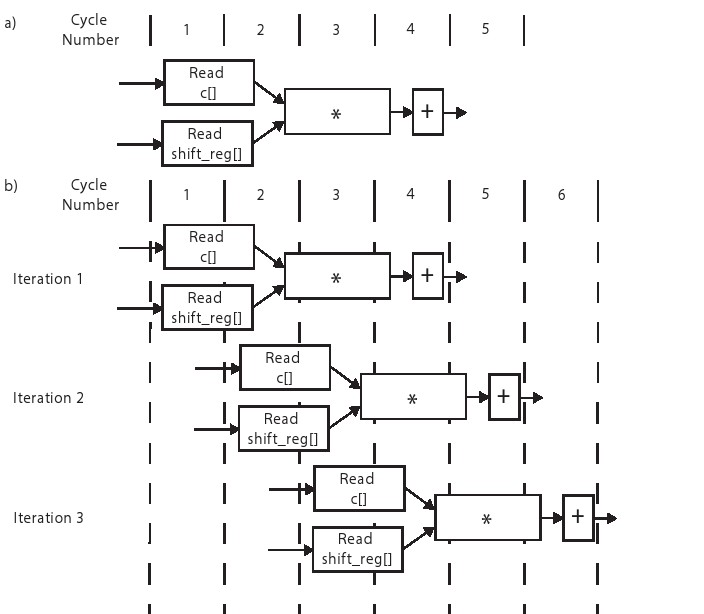 a) Cycle
Number
1 2 3 4 5
Read
c[]
Read
shift_reg[]
* +
b) Cycle
Number
1 2 3 4 5 6
Iteration 1
Read
c[]
Read
shift_reg[]
* +
Iteration 2
Read
c[]
Read
shift_reg[]
* +
Iteration 3
Read
c[]
Read
shift_reg[]
* +